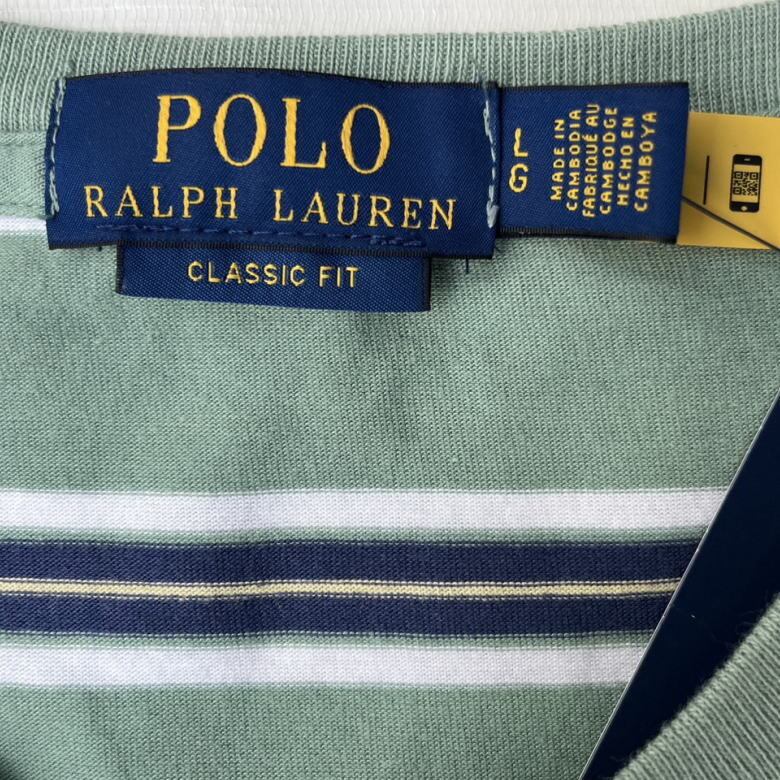 POLO
RALPH LAUREN
CLASSIC FIT
L
G
MADE IN
CAMBODIA
FABRIQUÉ AU
CAMBODGE
HECHO EN
CAMBOYA